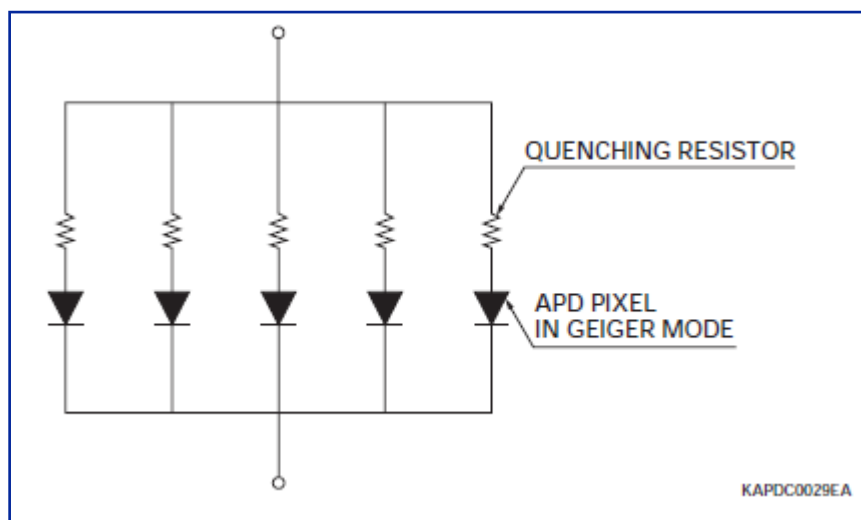 QUENCHING RESISTOR
APD PIXEL
IN GEIGER MODE
KAPDC0029EA